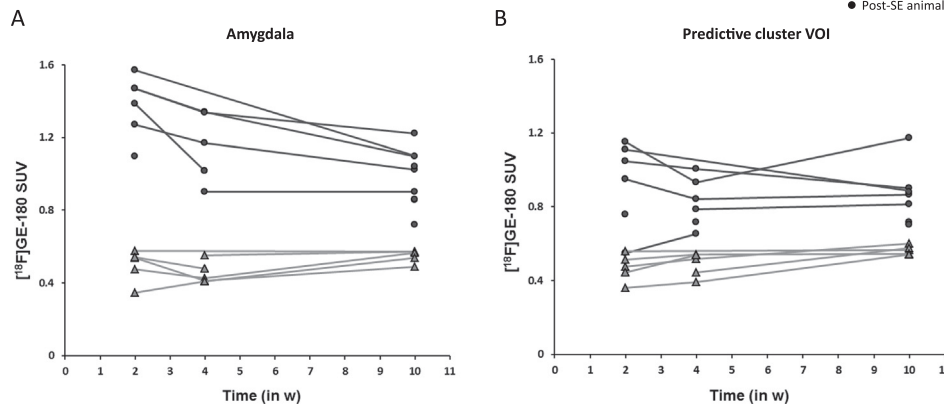 A
Amygdala
[18F]GE-180 SUV
1.6
1.2
0.8
0.4
0
0 1 2 3 4 5 6 7 8 9 10 11
Time (in w)
B
● Post-SE animal
Predictive cluster VOI
[18F]GE-180 SUV
1.6
1.2
0.8
0.4
0
0 1 2 3 4 5 6 7 8 9 10
Time (in w)